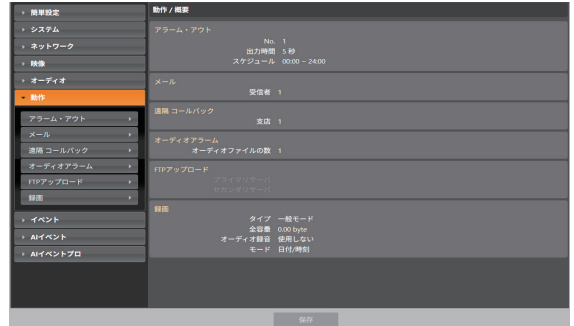 簡単設定
システム
ネットワーク
映像
オーディオ
動作
アラーム・アウト
メール
遠隔 コールバック
オーディオアラーム
FTPアップロード
録画
イベント
AIイベント
AIイベントプロ
動作 / 概要
アラーム・アウト
No. 1
出力時間 5 秒
スケジュール 00:00 – 24:00
メール
受信者 1
遠隔 コールバック
支店 1
オーディオアラーム
オーディオファイルの数 1
FTPアップロード
プライマリサーバ
セカンダリサーバ
録画
タイプ 一般モード
全容量 0.00 byte
オーディオ録音 使用しない
モード 日付/時刻
保存